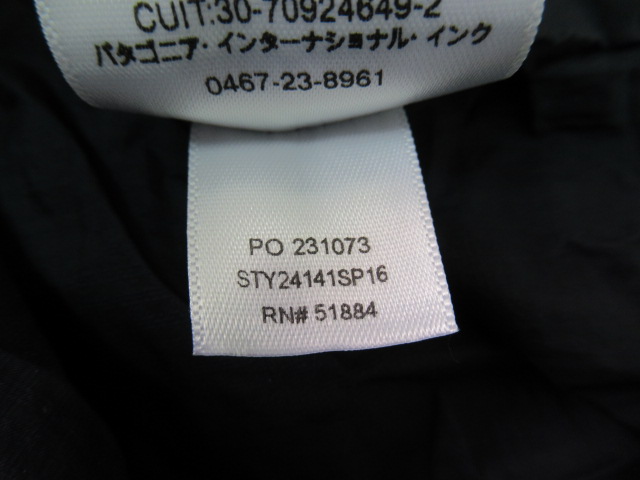 CUIT:30-70924649-2
パタゴニア・インターナショナル・インク
0467-23-8961
PO 231073
STY24141SP16
RN# 51884